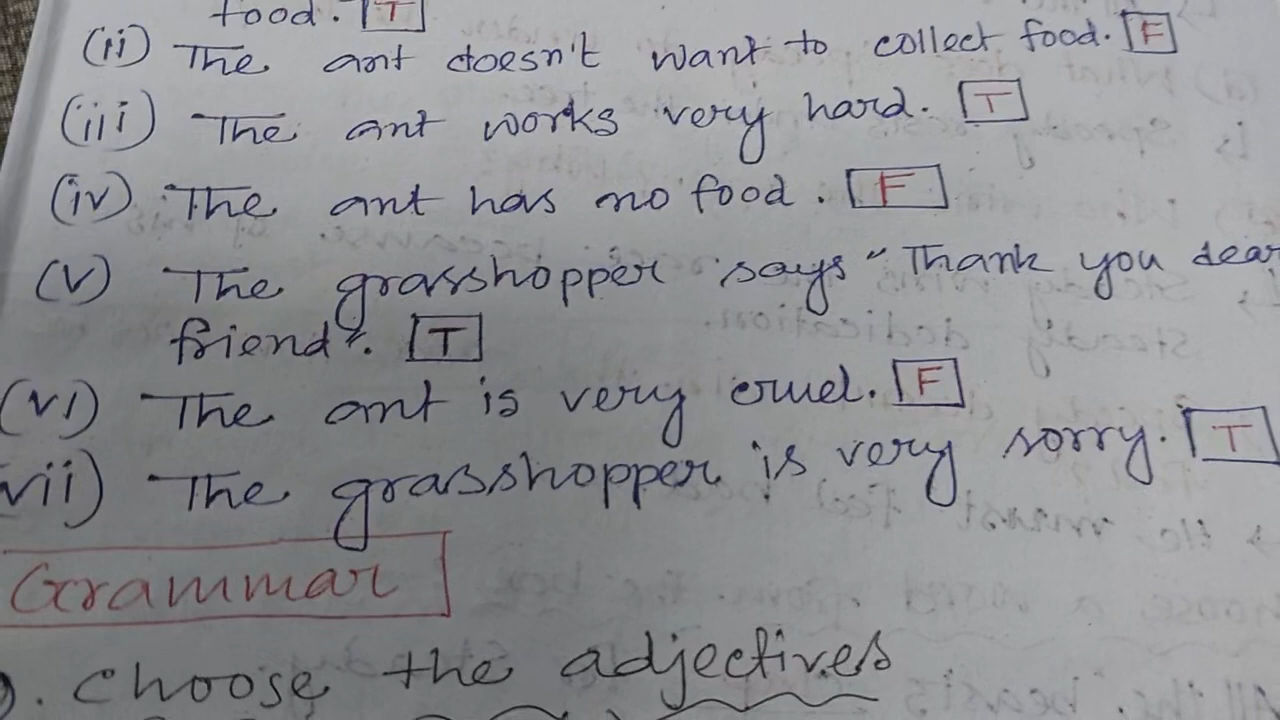 food. T
(ii) The ant doesn't want to collect food. F
(iii) The ant works very hard. T
(iv) The ant has no food. F
(v) The grasshopper says "Thank you dear
friend". T
(vi) The ant is very cruel. F
vii) The grasshopper is very sorry. T
Grammar
). Choose the adjectives